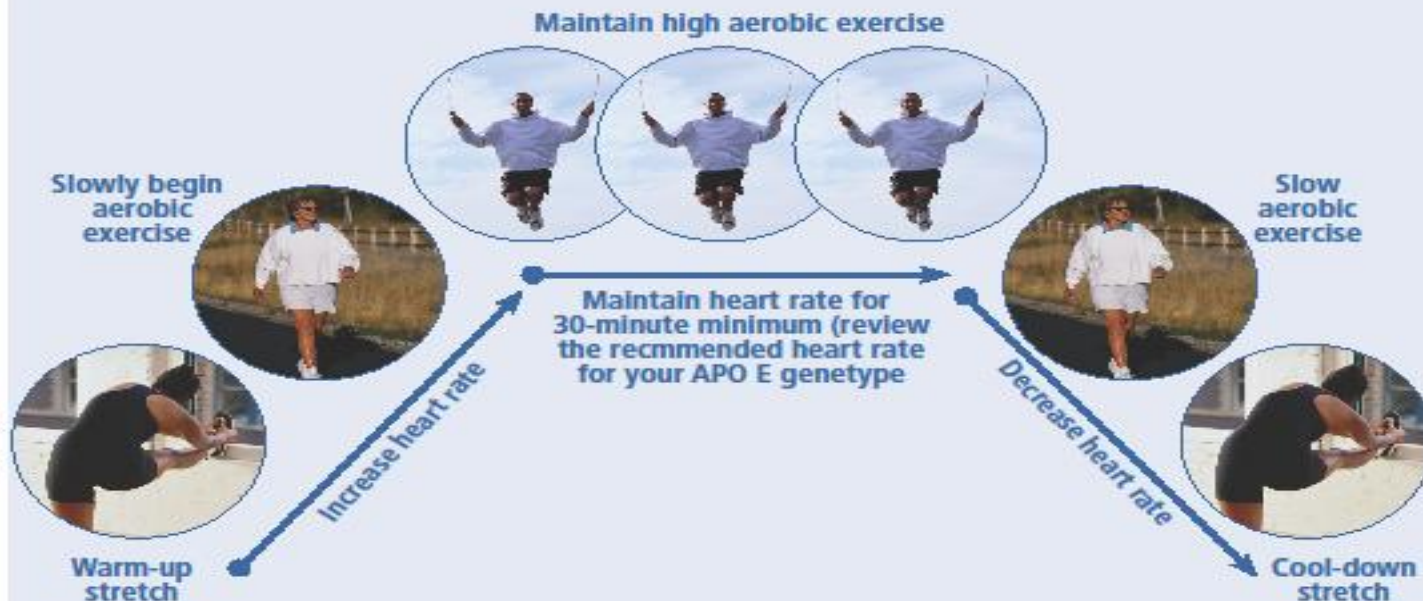 Maintain high aerobic exercise
Slowly begin
aerobic
exercise
Slow
aerobic
exercise
Maintain heart rate for
30-minute minimum (review
the recmmended heart rate
for your APO E genetype
Increase heart rate
Decrease heart rate
Warm-up
stretch
Cool-down
stretch